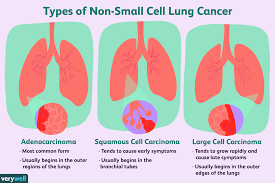 Types of Non-Small Cell Lung Cancer
Adenocarcinoma
- Most common form
- Usually begins in the outer
regions of the lungs
Squamous Cell Carcinoma
- Tends to cause early symptoms
- Usually begins in the
bronchial tubes
Large Cell Carcinoma
- Tends to grow rapidly and
cause late symptoms
- Usually begins in the outer
edges of the lungs
verywell